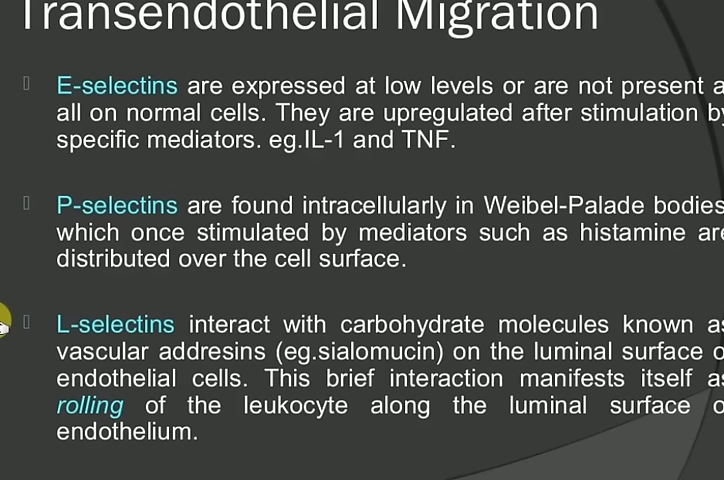 Transendothelial Migration
E-selectins are expressed at low levels or are not present a
all on normal cells. They are upregulated after stimulation by
specific mediators. eg.IL-1 and TNF.
P-selectins are found intracellularly in Weibel-Palade bodies
which once stimulated by mediators such as histamine are
distributed over the cell surface.
L-selectins interact with carbohydrate molecules known as
vascular addresins (eg.sialomucin) on the luminal surface o
endothelial cells. This brief interaction manifests itself as
rolling of the leukocyte along the luminal surface o
endothelium.